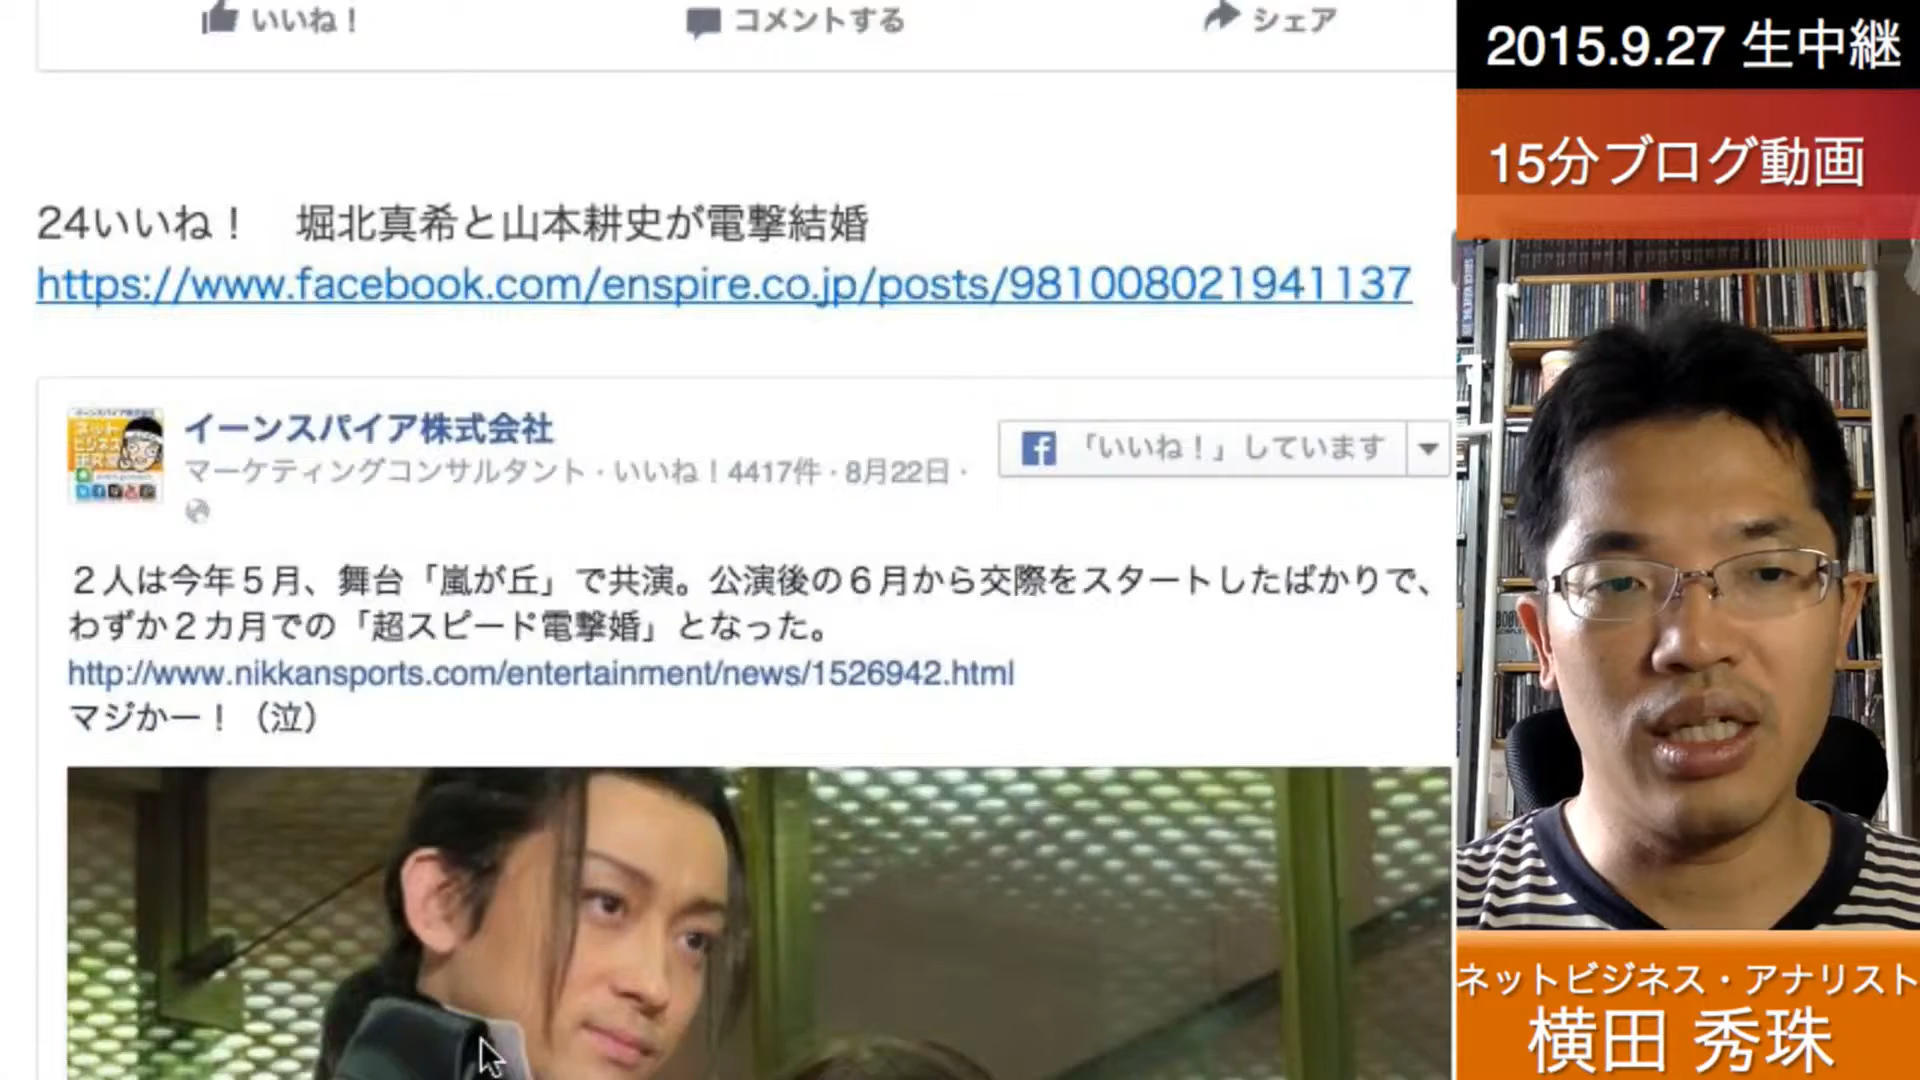 いいね！ コメントする シェア
24いいね！ 堀北真希と山本耕史が電撃結婚
https://www.facebook.com/enspire.co.jp/posts/981008021941137
イーンスパイア株式会社
マーケティングコンサルタント・いいね！4417件・8月22日・
「いいね！」しています
２人は今年５月、舞台「嵐が丘」で共演。公演後の６月から交際をスタートしたばかりで、
わずか２カ月での「超スピード電撃婚」となった。
http://www.nikkansports.com/entertainment/news/1526942.html
マジかー！（泣）
2015.9.27 生中継
15分ブログ動画
ネットビジネス・アナリスト
横田 秀珠